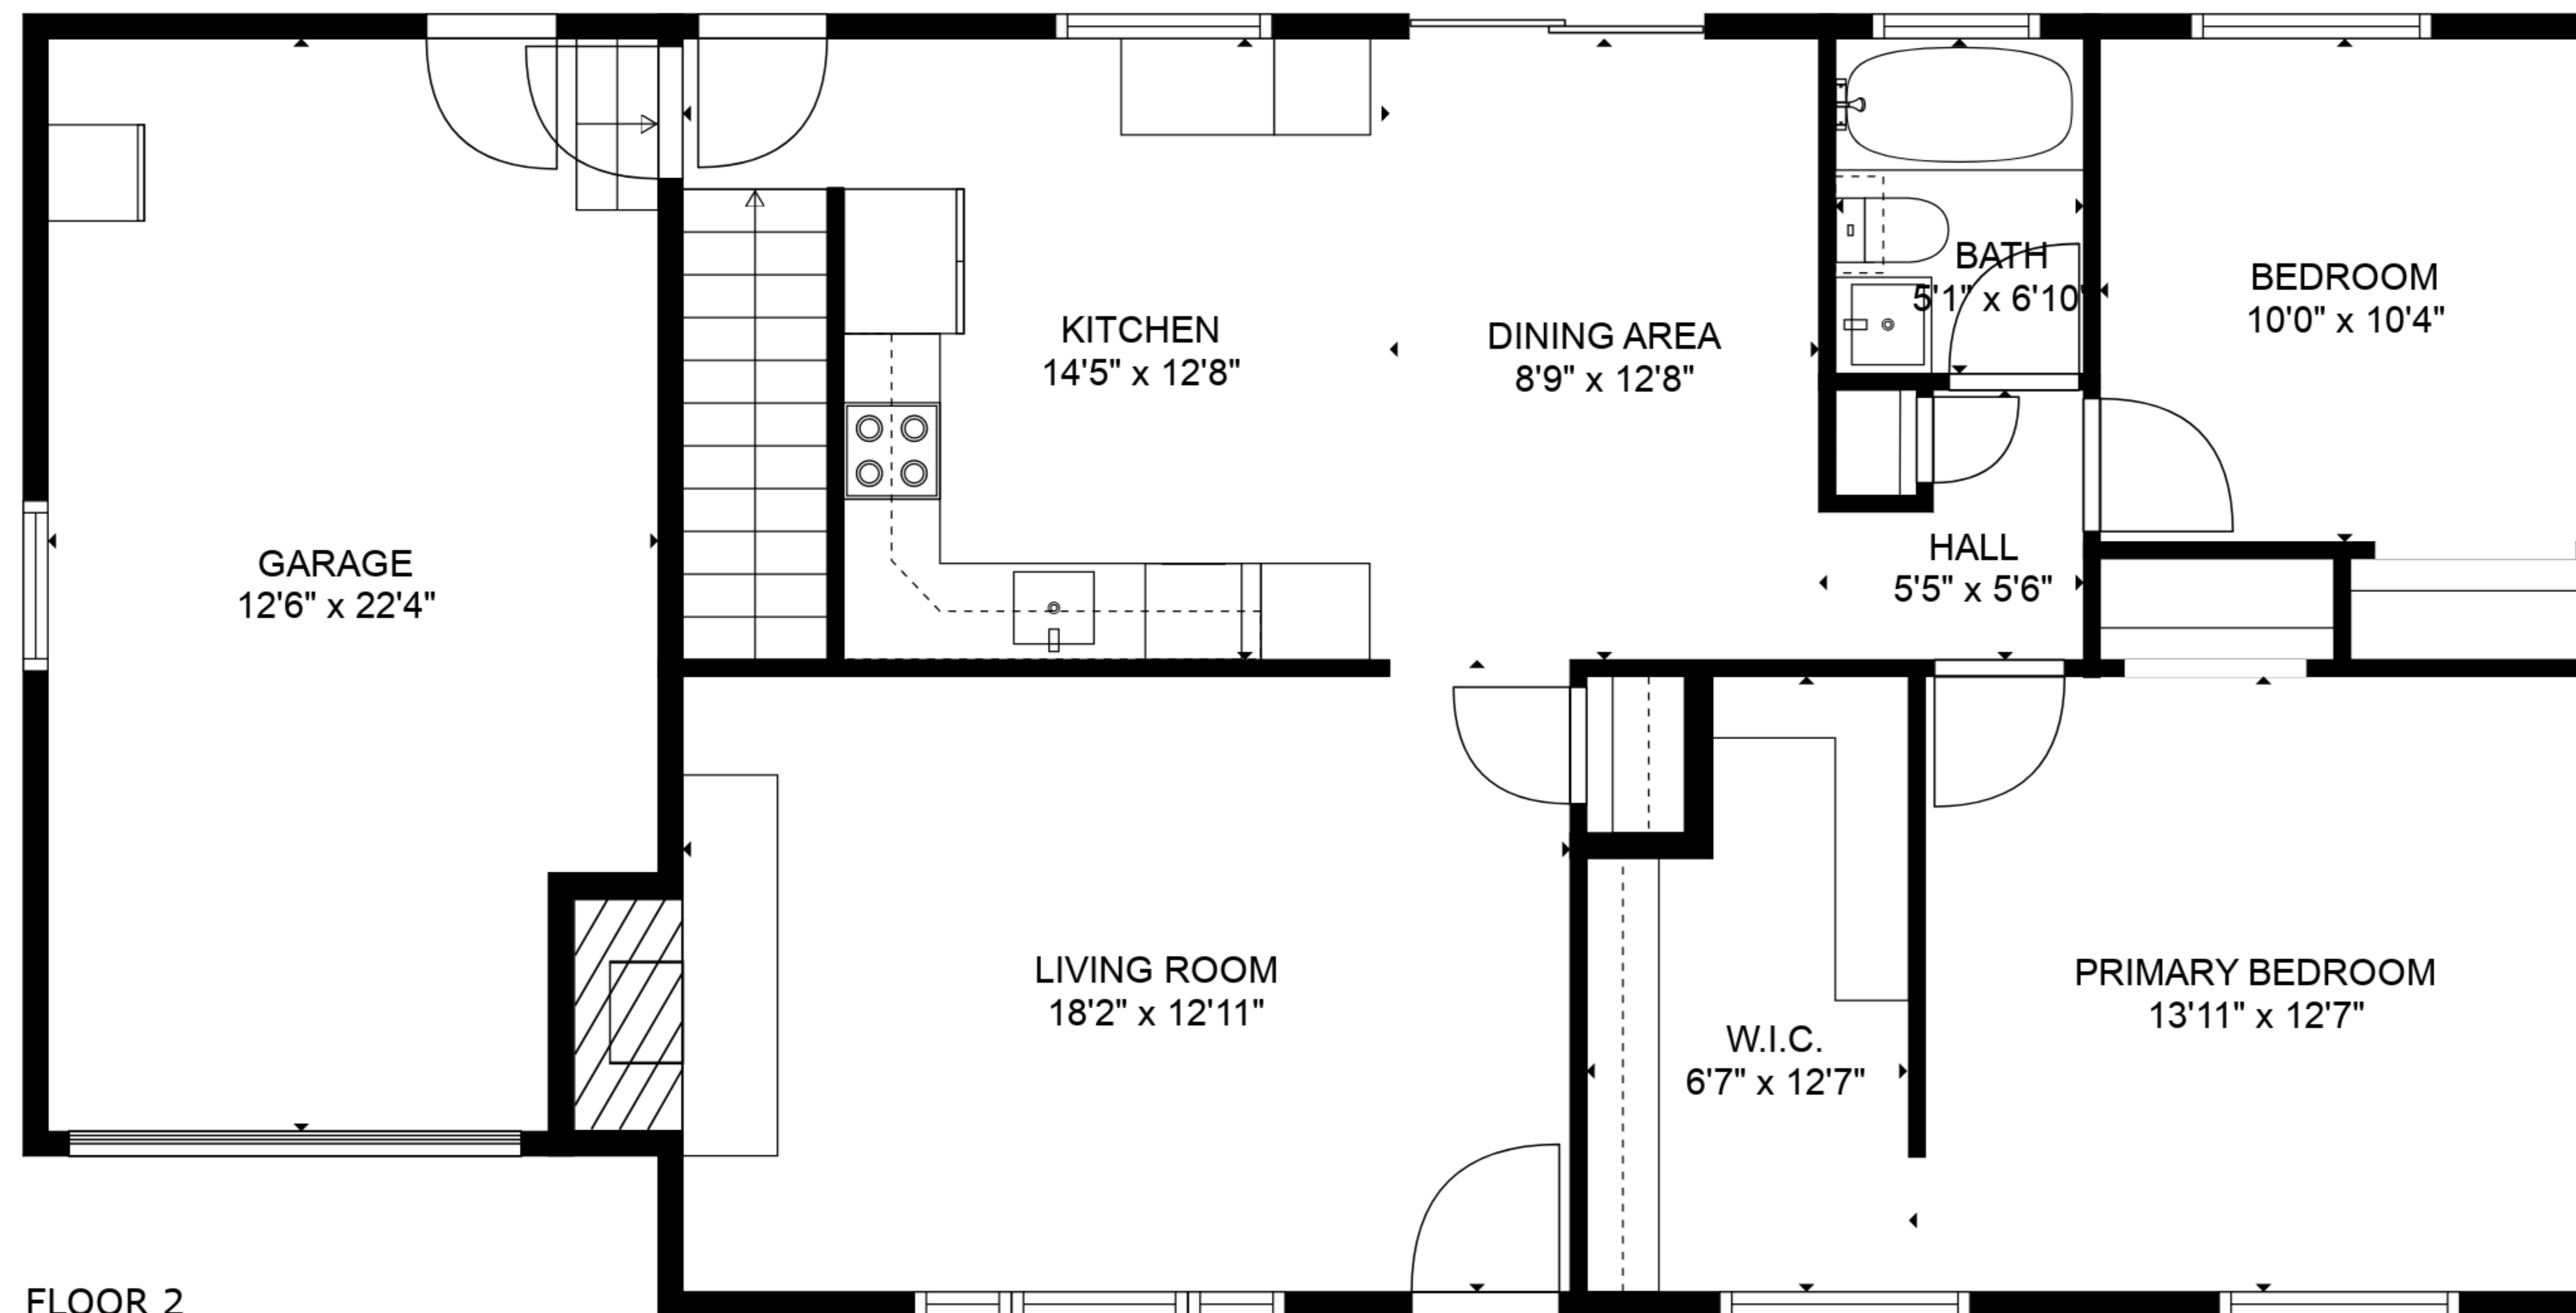 BATH
5'1" x 6'10"
BEDROOM
10'0" x 10'4"
KITCHEN
14'5" x 12'8"
DINING AREA
8'9" x 12'8"
GARAGE
12'6" x 22'4"
HALL
5'5" x 5'6"
LIVING ROOM
18'2" x 12'11"
PRIMARY BEDROOM
13'11" x 12'7"
W.I.C.
6'7" x 12'7"
FLOOR 2